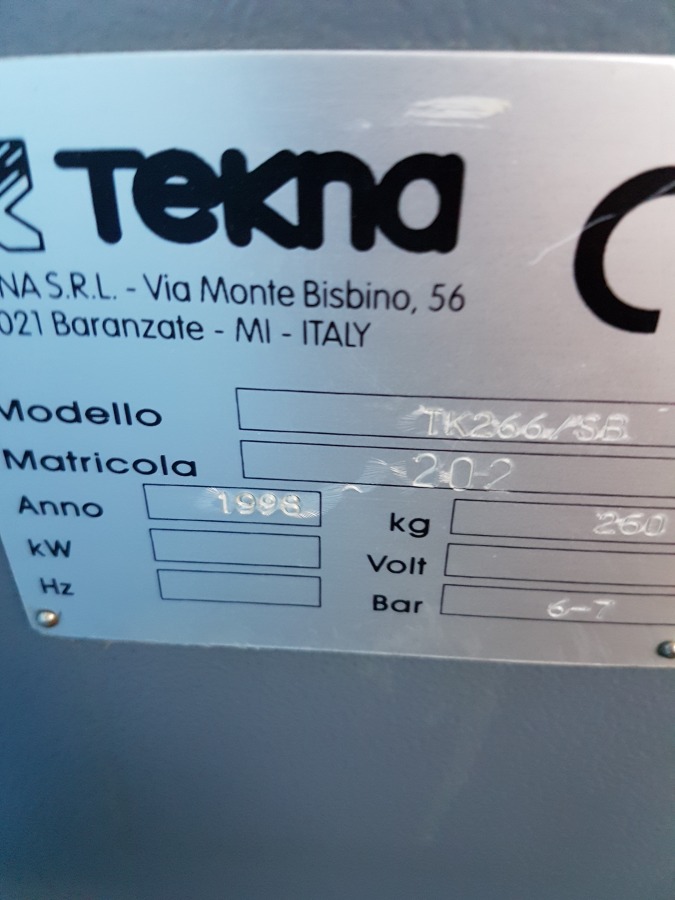 Tekna
NA S.R.L. - Via Monte Bisbino, 56
021 Baranzate - MI - ITALY
Modello TK266/SB
Matricola 202
Anno 1998 kg 260
kW Volt
Hz Bar 6-7